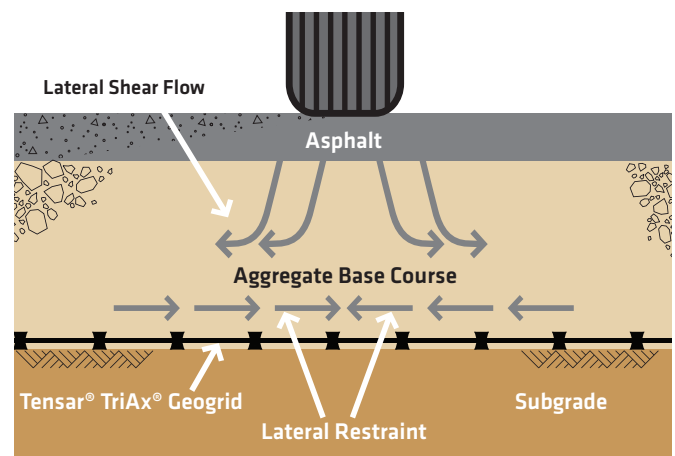 Lateral Shear Flow
Asphalt
Aggregate Base Course
Tensar® TriAx® Geogrid
Subgrade
Lateral Restraint